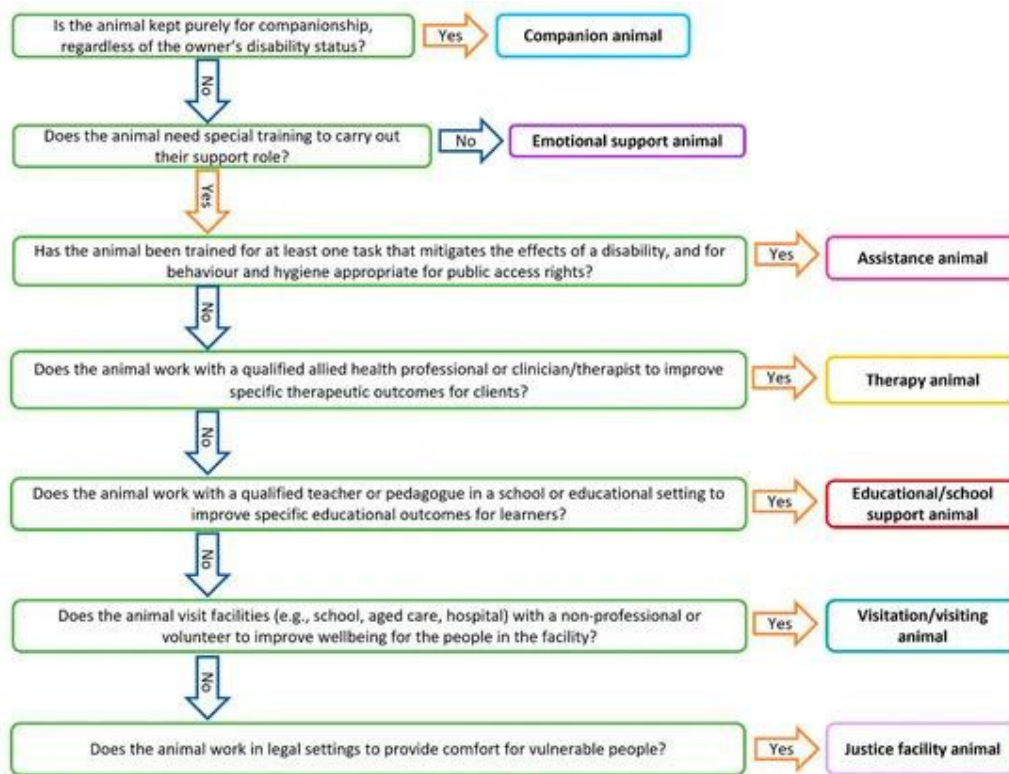 Is the animal kept purely for companionship,
regardless of the owner's disability status?
Yes
Companion animal
No
Does the animal need special training to carry out
their support role?
No
Emotional support animal
Yes
Has the animal been trained for at least one task that mitigates the effects of a disability, and for
behaviour and hygiene appropriate for public access rights?
Yes
Assistance animal
No
Does the animal work with a qualified allied health professional or clinician/therapist to improve
specific therapeutic outcomes for clients?
Yes
Therapy animal
No
Does the animal work with a qualified teacher or pedagogue in a school or educational setting to
improve specific educational outcomes for learners?
Yes
Educational/school
support animal
No
Does the animal visit facilities (e.g., school, aged care, hospital) with a non-professional or
volunteer to improve wellbeing for the people in the facility?
Yes
Visitation/visiting
animal
No
Does the animal work in legal settings to provide comfort for vulnerable people?
Yes
Justice facility animal